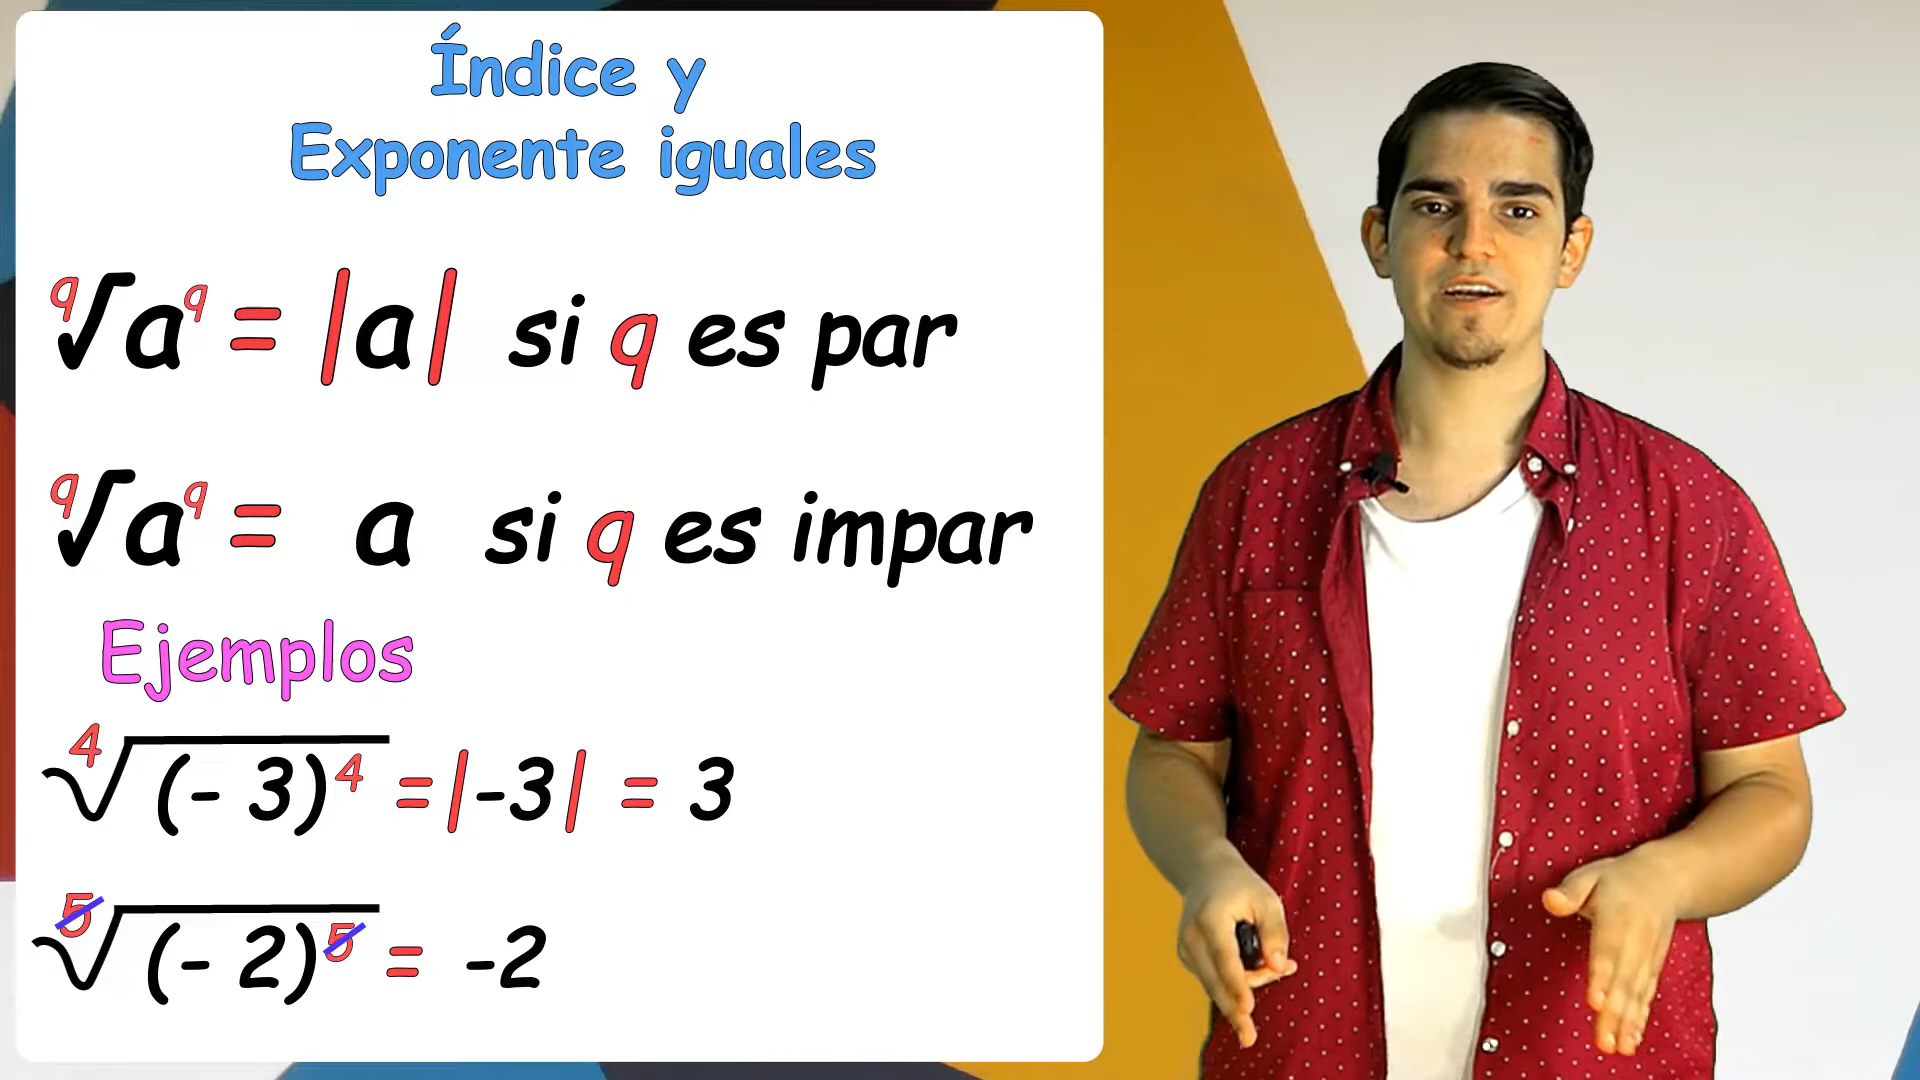 Índice y
Exponente iguales
q√a^q = |a| si q es par
q√a^q = a si q es impar
Ejemplos
4√(- 3)^4 = |-3| = 3
5√(- 2)^5 = -2